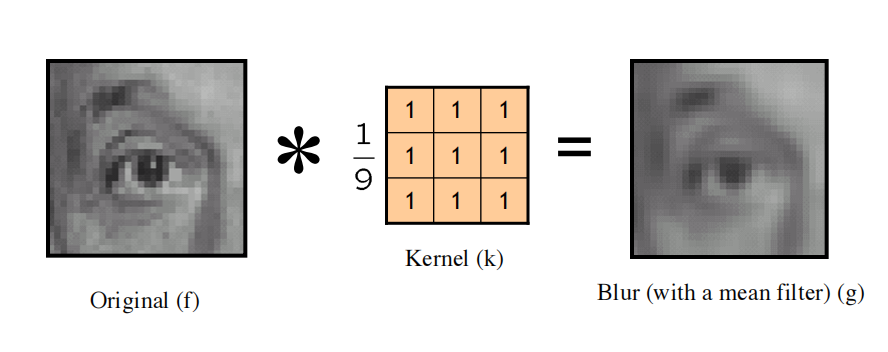 *
1
9
1 1 1
1 1 1
1 1 1
=
Original (f)
Kernel (k)
Blur (with a mean filter) (g)